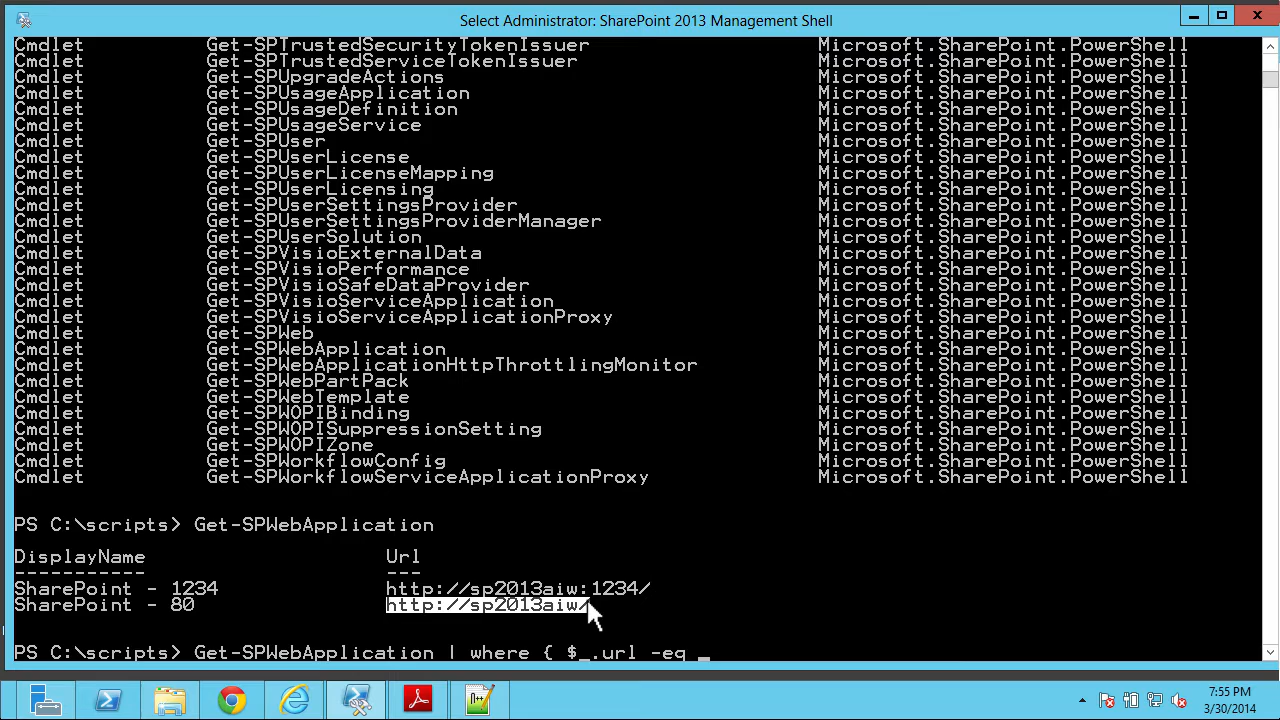 Select Administrator: SharePoint 2013 Management Shell
Cmdlet Get-SPTrustedSecurityTokenIssuer Microsoft.SharePoint.PowerShell
Cmdlet Get-SPTrustedServiceTokenIssuer Microsoft.SharePoint.PowerShell
Cmdlet Get-SPUpgradeActions Microsoft.SharePoint.PowerShell
Cmdlet Get-SPUsageApplication Microsoft.SharePoint.PowerShell
Cmdlet Get-SPUsageDefinition Microsoft.SharePoint.PowerShell
Cmdlet Get-SPUsageService Microsoft.SharePoint.PowerShell
Cmdlet Get-SPUser Microsoft.SharePoint.PowerShell
Cmdlet Get-SPUserLicense Microsoft.SharePoint.PowerShell
Cmdlet Get-SPUserLicenseMapping Microsoft.SharePoint.PowerShell
Cmdlet Get-SPUserLicensing Microsoft.SharePoint.PowerShell
Cmdlet Get-SPUserSettingsProvider Microsoft.SharePoint.PowerShell
Cmdlet Get-SPUserSettingsProviderManager Microsoft.SharePoint.PowerShell
Cmdlet Get-SPUserSolution Microsoft.SharePoint.PowerShell
Cmdlet Get-SPVisioExternalData Microsoft.SharePoint.PowerShell
Cmdlet Get-SPVisioPerformance Microsoft.SharePoint.PowerShell
Cmdlet Get-SPVisioSafeDataProvider Microsoft.SharePoint.PowerShell
Cmdlet Get-SPVisioServiceApplication Microsoft.SharePoint.PowerShell
Cmdlet Get-SPVisioServiceApplicationProxy Microsoft.SharePoint.PowerShell
Cmdlet Get-SPWeb Microsoft.SharePoint.PowerShell
Cmdlet Get-SPWebApplication Microsoft.SharePoint.PowerShell
Cmdlet Get-SPWebApplicationHttpThrottlingMonitor Microsoft.SharePoint.PowerShell
Cmdlet Get-SPWebPartPack Microsoft.SharePoint.PowerShell
Cmdlet Get-SPWebTemplate Microsoft.SharePoint.PowerShell
Cmdlet Get-SPWOPIBinding Microsoft.SharePoint.PowerShell
Cmdlet Get-SPWOPISuppressionSetting Microsoft.SharePoint.PowerShell
Cmdlet Get-SPWOPIZone Microsoft.SharePoint.PowerShell
Cmdlet Get-SPWorkflowConfig Microsoft.SharePoint.PowerShell
Cmdlet Get-SPWorkflowServiceApplicationProxy Microsoft.SharePoint.PowerShell
PS C:\scripts> Get-SPWebApplication
DisplayName Url
----------- ---
SharePoint - 1234 http://sp2013aiw:1234/
SharePoint - 80 http://sp2013aiw/
PS C:\scripts> Get-SPWebApplication | where { $_.url -eq _
7:55 PM
3/30/2014